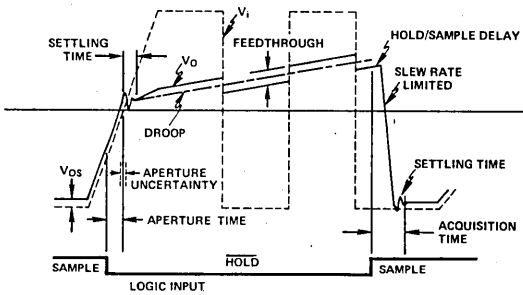 Vi
SETTLING
TIME
VO
FEEDTHROUGH
HOLD/SAMPLE DELAY
SLEW RATE
LIMITED
DROOP
VOS
APERTURE
UNCERTAINTY
APERTURE TIME
SETTLING TIME
ACQUISITION
TIME
SAMPLE
HOLD
SAMPLE
LOGIC INPUT